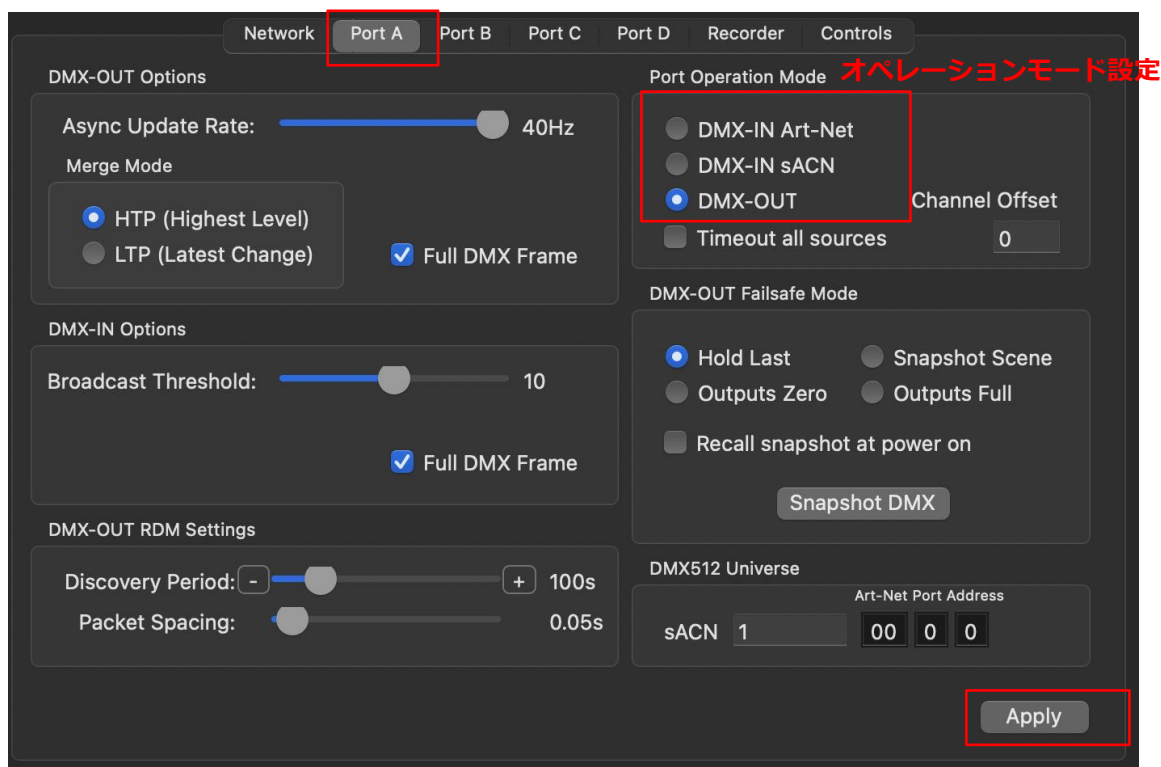 Network Port A Port B Port C Port D Recorder Controls
DMX-OUT Options
Async Update Rate: 40Hz
Merge Mode
HTP (Highest Level)
LTP (Latest Change)
Full DMX Frame
DMX-IN Options
Broadcast Threshold: 10
Full DMX Frame
DMX-OUT RDM Settings
Discovery Period: - + 100s
Packet Spacing: 0.05s
Port Operation Mode オペレーションモード設定
DMX-IN Art-Net
DMX-IN sACN
DMX-OUT Channel Offset
Timeout all sources 0
DMX-OUT Failsafe Mode
Hold Last Snapshot Scene
Outputs Zero Outputs Full
Recall snapshot at power on
Snapshot DMX
DMX512 Universe
Art-Net Port Address
sACN 1 00 0 0
Apply